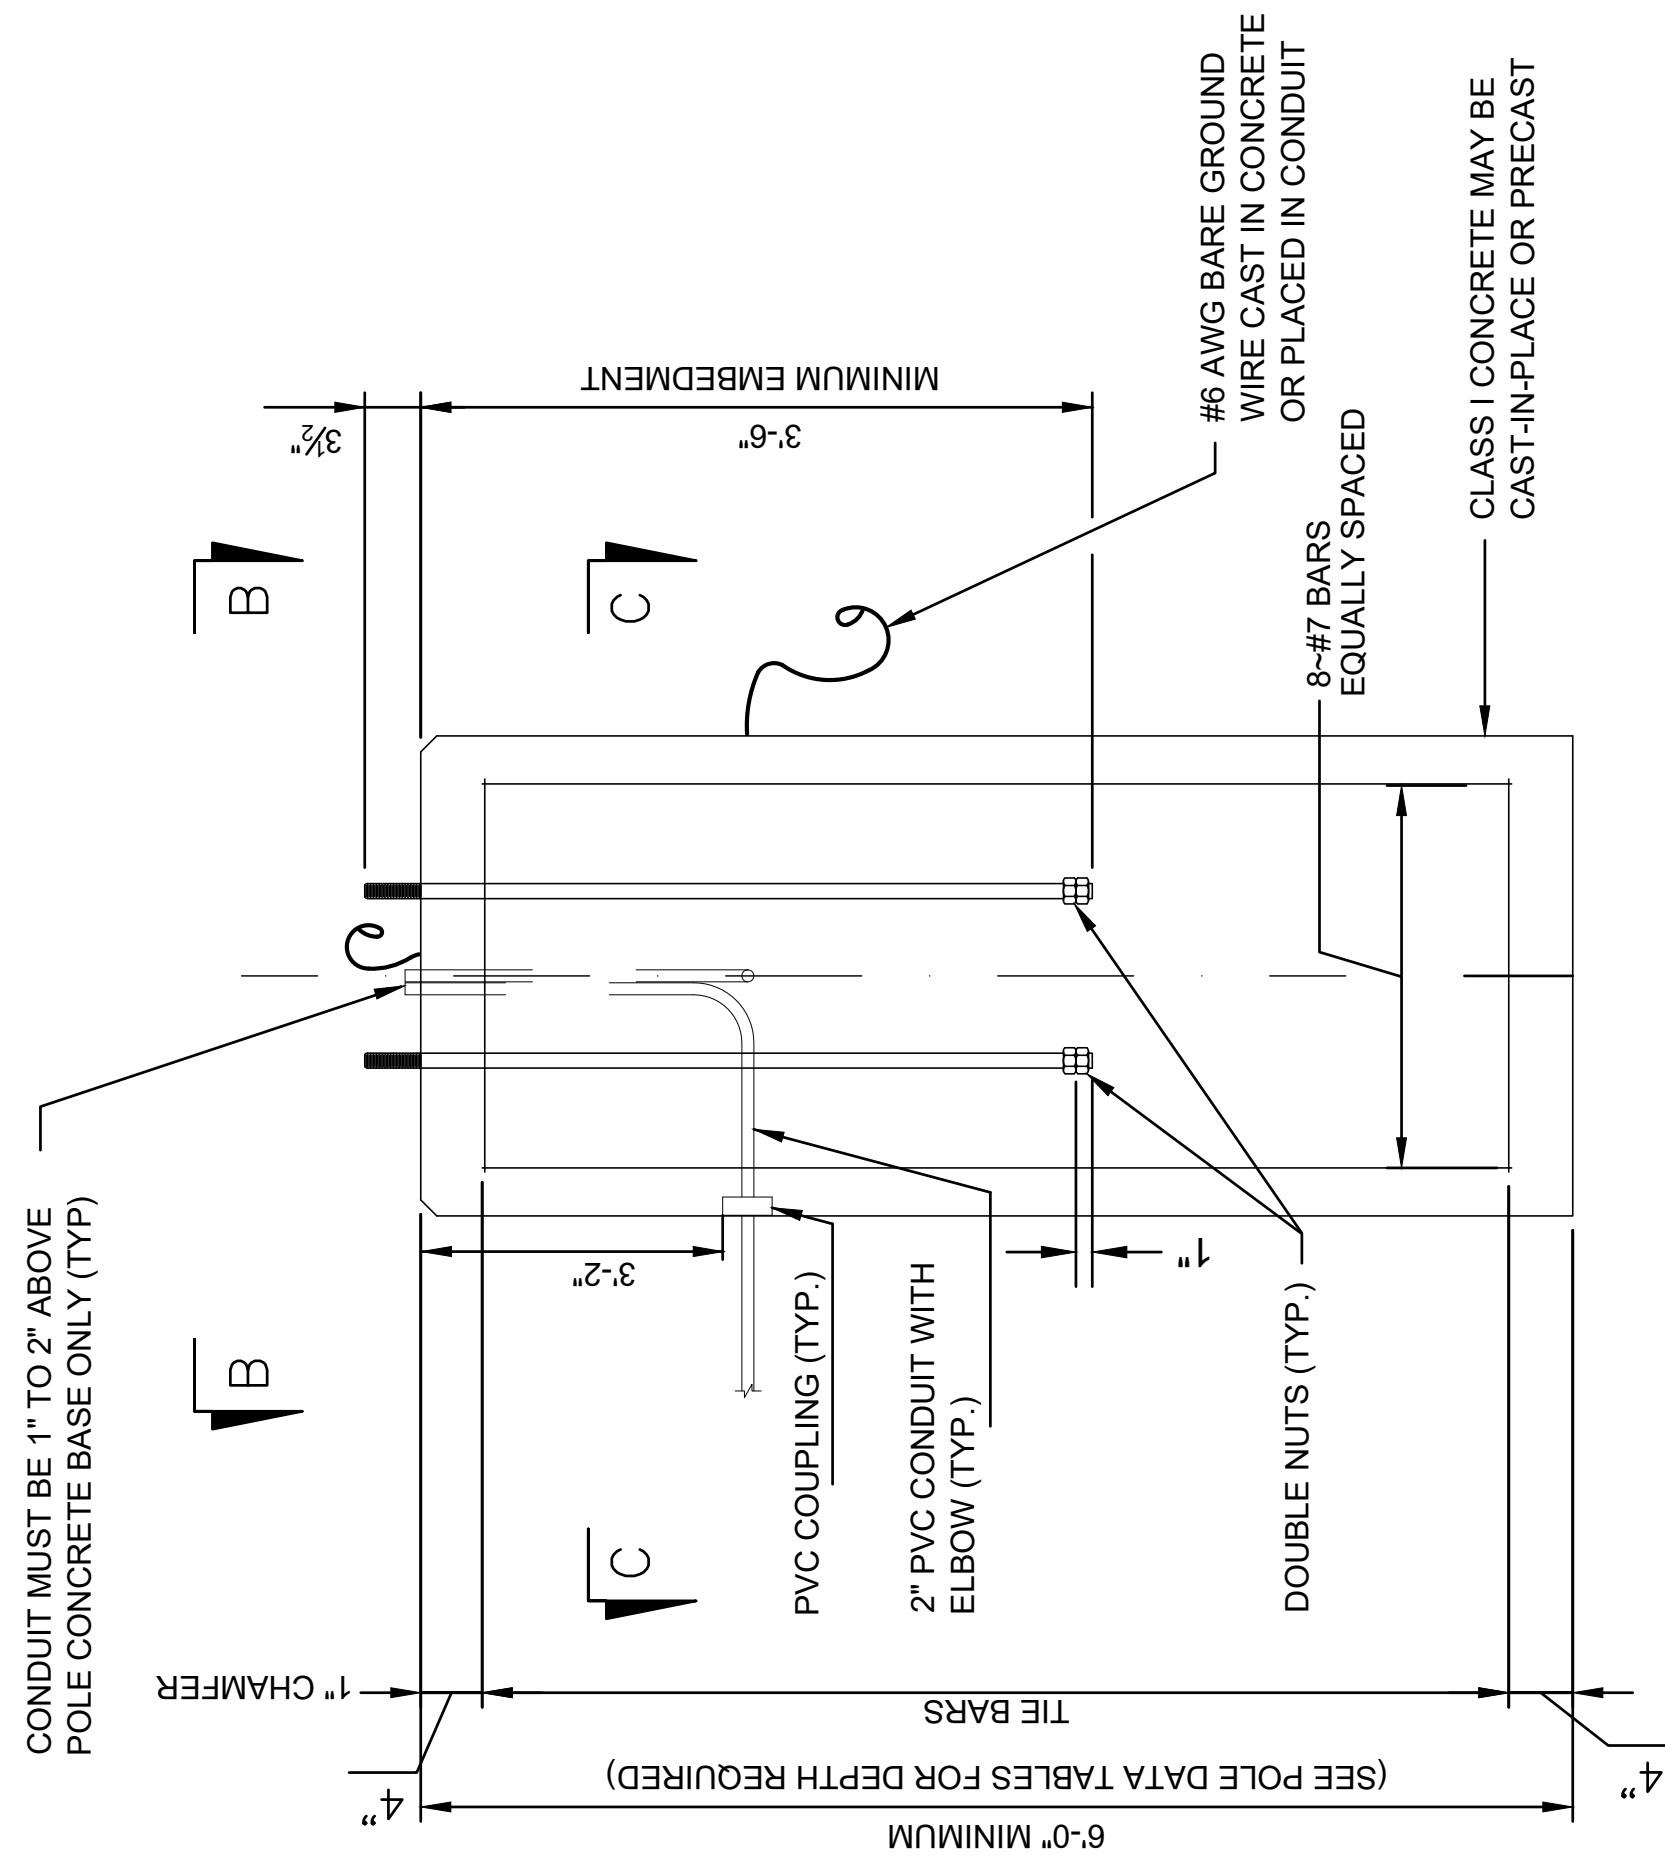 CONDUIT MUST BE 1" TO 2" ABOVE
POLE CONCRETE BASE ONLY (TYP)
B
B
C
C
3½"
3'-6"
MINIMUM EMBEDMENT
#6 AWG BARE GROUND
WIRE CAST IN CONCRETE
OR PLACED IN CONDUIT
8~#7 BARS
EQUALLY SPACED
CLASS I CONCRETE MAY BE
CAST-IN-PLACE OR PRECAST
3'-2"
PVC COUPLING (TYP.)
2" PVC CONDUIT WITH
ELBOW (TYP.)
1"
DOUBLE NUTS (TYP.)
1" CHAMFER
4”
TIE BARS
4”
6'-0" MINIMUM
(SEE POLE DATA TABLES FOR DEPTH REQUIRED)